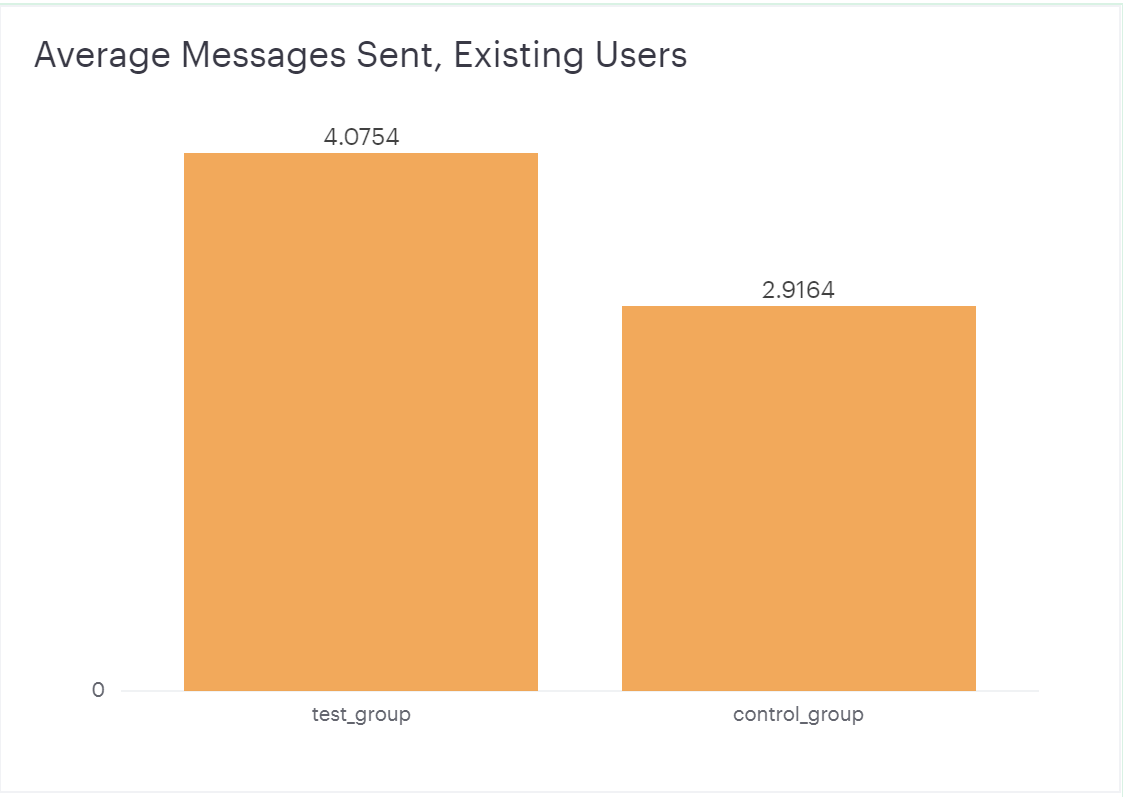 Average Messages Sent, Existing Users
4.0754
2.9164
0
test_group
control_group